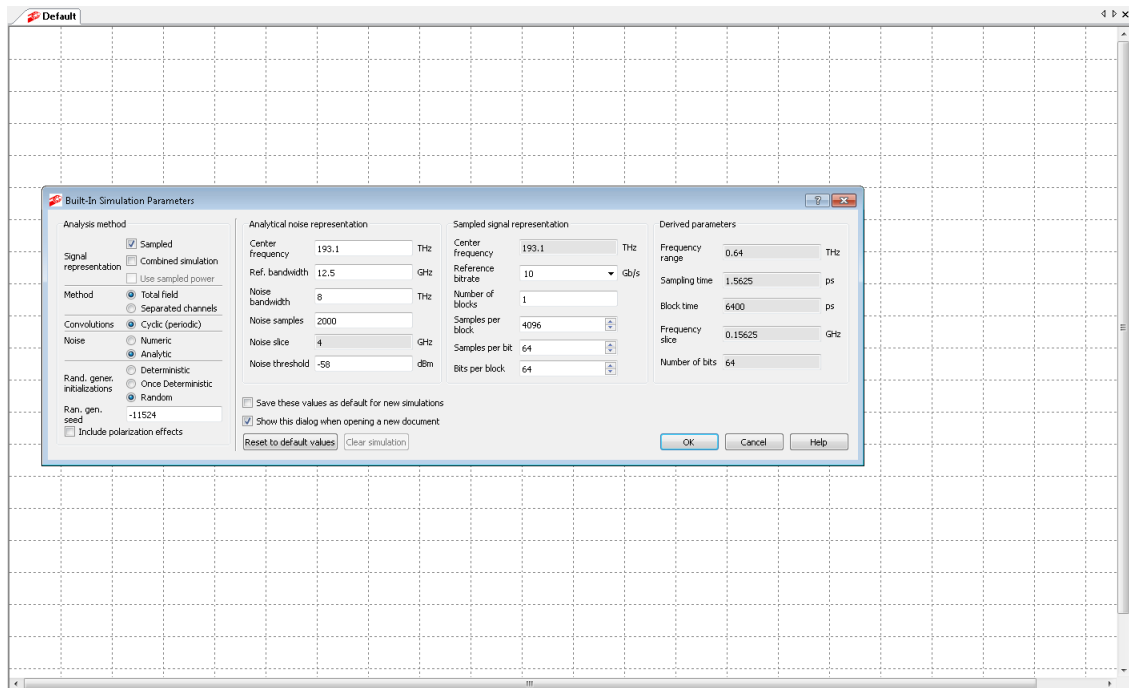 Default
Built-In Simulation Parameters
Analysis method
Signal representation
Sampled
Combined simulation
Use sampled power
Method
Total field
Separated channels
Convolutions
Cyclic (periodic)
Noise
Numeric
Analytic
Rand. gener. initializations
Deterministic
Once Deterministic
Random
Ran. gen. seed
-11524
Include polarization effects
Analytical noise representation
Center frequency 193.1 THz
Ref. bandwidth 12.5 GHz
Noise bandwidth 8 THz
Noise samples 2000
Noise slice 4 GHz
Noise threshold -58 dBm
Sampled signal representation
Center frequency 193.1 THz
Reference bitrate 10 Gb/s
Number of blocks 1
Samples per block 4096
Samples per bit 64
Bits per block 64
Derived parameters
Frequency range 0.64 THz
Sampling time 1.5625 ps
Block time 6400 ps
Frequency slice 0.15625 GHz
Number of bits 64
Save these values as default for new simulations
Show this dialog when opening a new document
Reset to default values
Clear simulation
OK
Cancel
Help